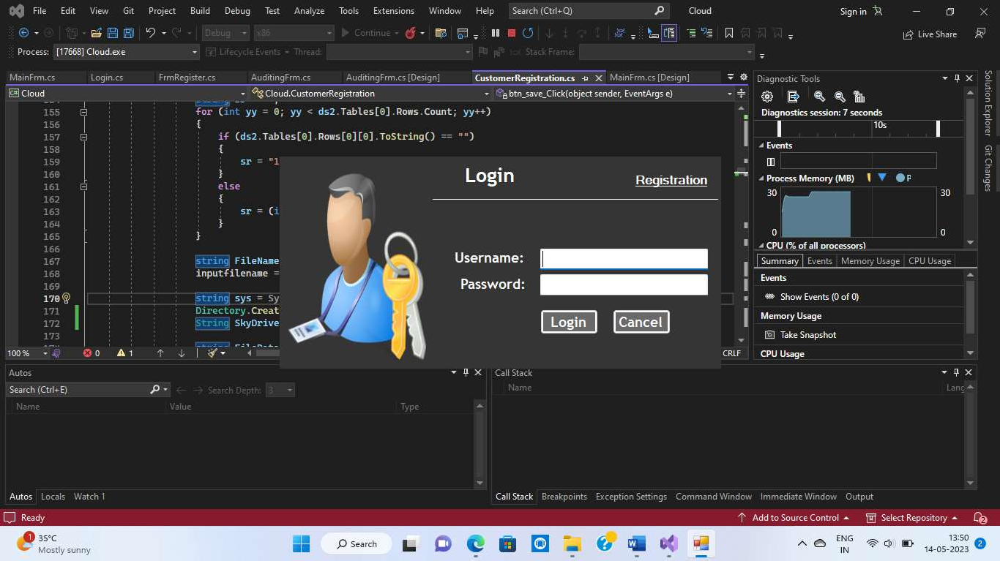 File Edit View Git Project Build Debug Test Analyze Tools Extensions Window Help Search (Ctrl+Q) Cloud Sign in
Debug x86 Continue Live Share
Process: [17668] Cloud.exe Lifecycle Events Thread: Stack Frame:
MainFrm.cs Login.cs FrmRegister.cs AuditingFrm.cs AuditingFrm.cs [Design] CustomerRegistration.cs MainFrm.cs [Design]
C# Cloud Cloud.CustomerRegistration btn_save_Click(object sender, EventArgs e)
155 for (int yy = 0; yy < ds2.Tables[0].Rows.Count; yy++)
156 {
157 if (ds2.Tables[0].Rows[0][0].ToString() == "")
158 {
159 sr = "1
160 }
161 else
162 {
163 sr = (i
164 }
165 }
166
167 string FileName
168 inputfilename =
169
170 string sys = Sy
171 Directory.Creat
172 String SkyDrive
173
100 % 0 1 CRLF
Login
Registration
Username:
Password:
Login Cancel
Diagnostic Tools
Diagnostics session: 7 seconds
10s
Events
Process Memory (MB) P
30 30
0 0
CPU (% of all processors)
Summary Events Memory Usage CPU Usage
Events
Show Events (0 of 0)
Memory Usage
Take Snapshot
CPU Usage
Solution Explorer
Git Changes
Autos
Search (Ctrl+E) Search Depth: 3
Name Value Type
Autos Locals Watch 1
Call Stack
Name Lang
Call Stack Breakpoints Exception Settings Command Window Immediate Window Output
Ready Add to Source Control Select Repository 2
1 35°C
Mostly sunny
Search
ENG
IN
13:50
14-05-2023 2